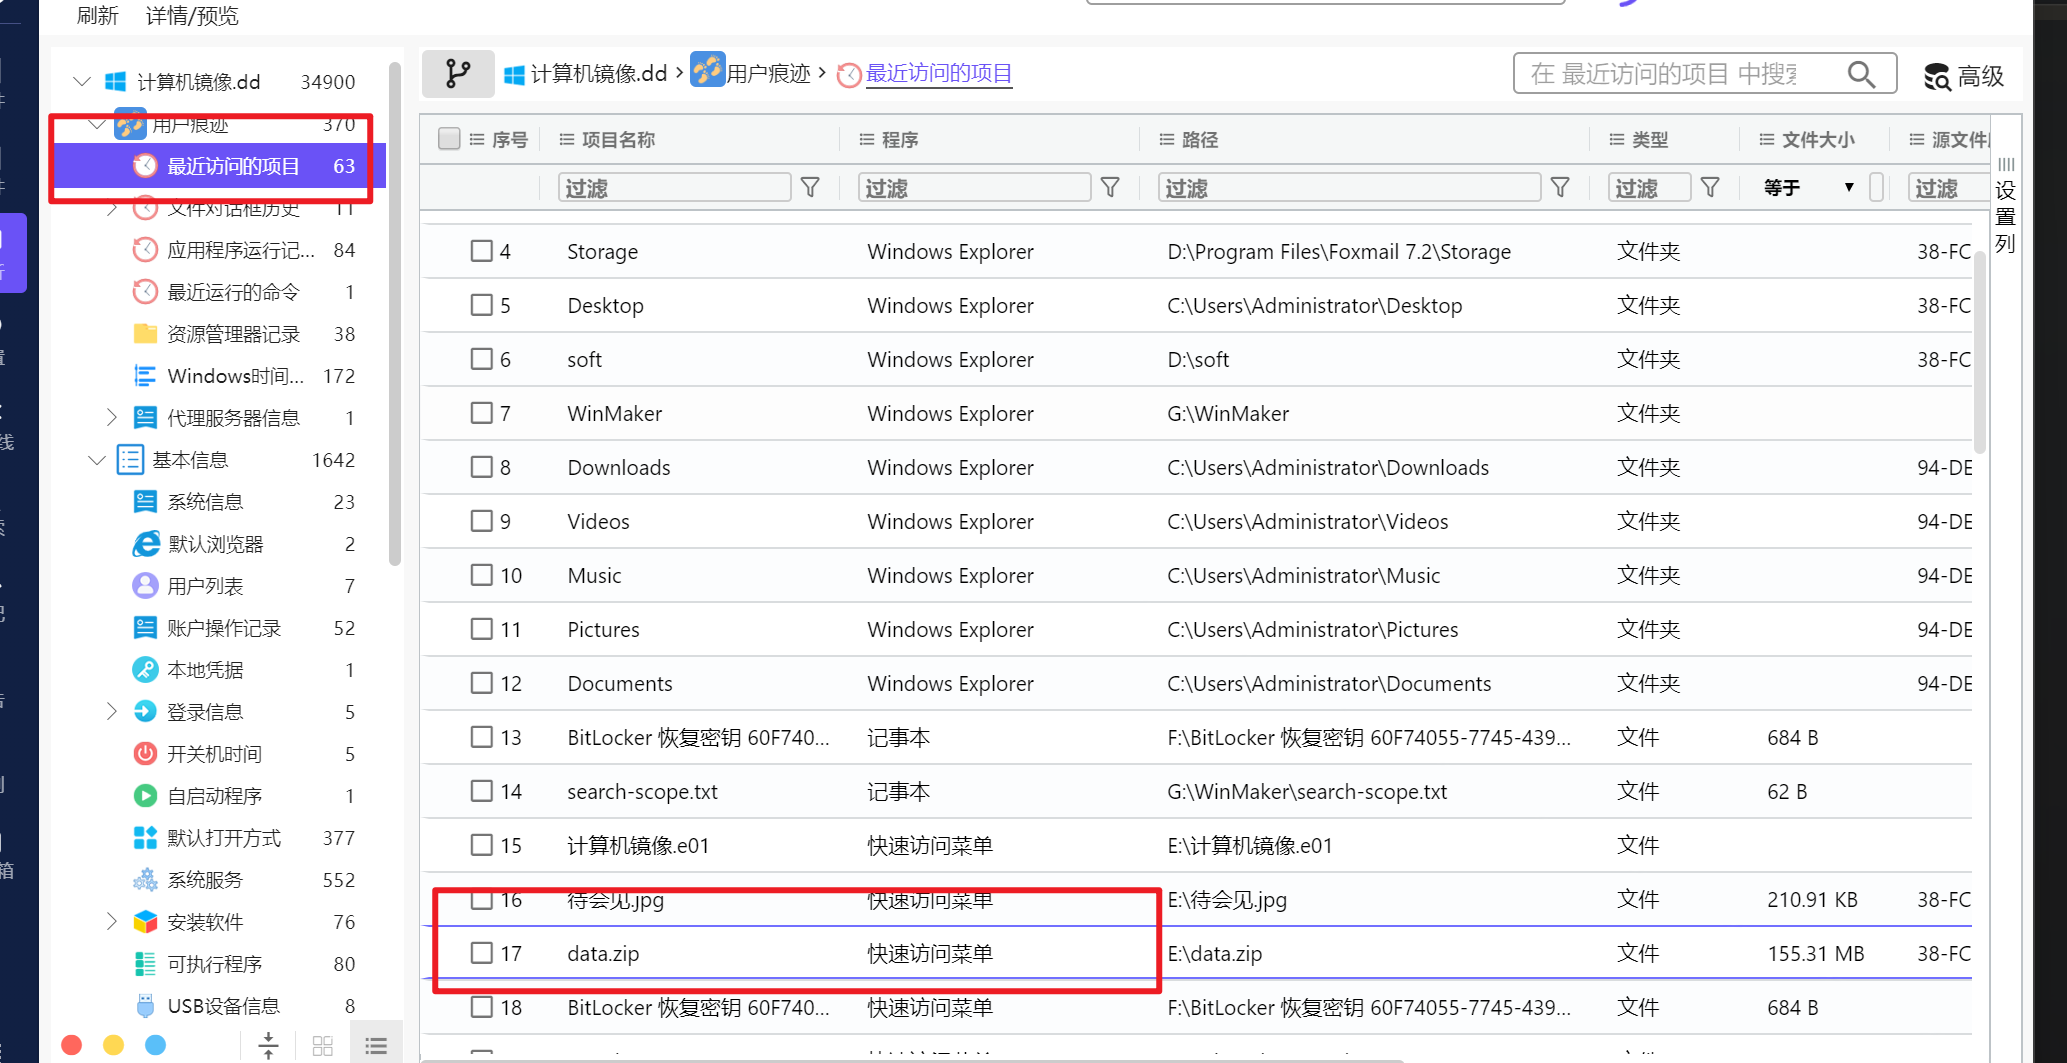 刷新 详情/预览
计算机镜像.dd 34900
用户痕迹 370
最近访问的项目 63
文件对话框历史 11
应用程序运行记... 84
最近运行的命令 1
资源管理器记录 38
Windows时间... 172
代理服务器信息 1
基本信息 1642
系统信息 23
默认浏览器 2
用户列表 7
账户操作记录 52
本地凭据 1
登录信息 5
开关机时间 5
自启动程序 1
默认打开方式 377
系统服务 552
安装软件 76
可执行程序 80
USB设备信息 8
计算机镜像.dd › 用户痕迹 › 最近访问的项目
在 最近访问的项目 中搜索
高级
序号 项目名称 程序 路径 类型 文件大小 源文件
过滤 过滤 过滤 过滤 等于 过滤
设置列
4 Storage Windows Explorer D:\Program Files\Foxmail 7.2\Storage 文件夹 38-FC
5 Desktop Windows Explorer C:\Users\Administrator\Desktop 文件夹 38-FC
6 soft Windows Explorer D:\soft 文件夹 38-FC
7 WinMaker Windows Explorer G:\WinMaker 文件夹
8 Downloads Windows Explorer C:\Users\Administrator\Downloads 文件夹 94-DE
9 Videos Windows Explorer C:\Users\Administrator\Videos 文件夹 94-DE
10 Music Windows Explorer C:\Users\Administrator\Music 文件夹 94-DE
11 Pictures Windows Explorer C:\Users\Administrator\Pictures 文件夹 94-DE
12 Documents Windows Explorer C:\Users\Administrator\Documents 文件夹 94-DE
13 BitLocker 恢复密钥 60F740... 记事本 F:\BitLocker 恢复密钥 60F74055-7745-439... 文件 684 B
14 search-scope.txt 记事本 G:\WinMaker\search-scope.txt 文件 62 B
15 计算机镜像.e01 快速访问菜单 E:\计算机镜像.e01 文件
16 待会见.jpg 快速访问菜单 E:\待会见.jpg 文件 210.91 KB 38-FC
17 data.zip 快速访问菜单 E:\data.zip 文件 155.31 MB 38-FC
18 BitLocker 恢复密钥 60F740... 快速访问菜单 F:\BitLocker 恢复密钥 60F74055-7745-439... 文件 684 B